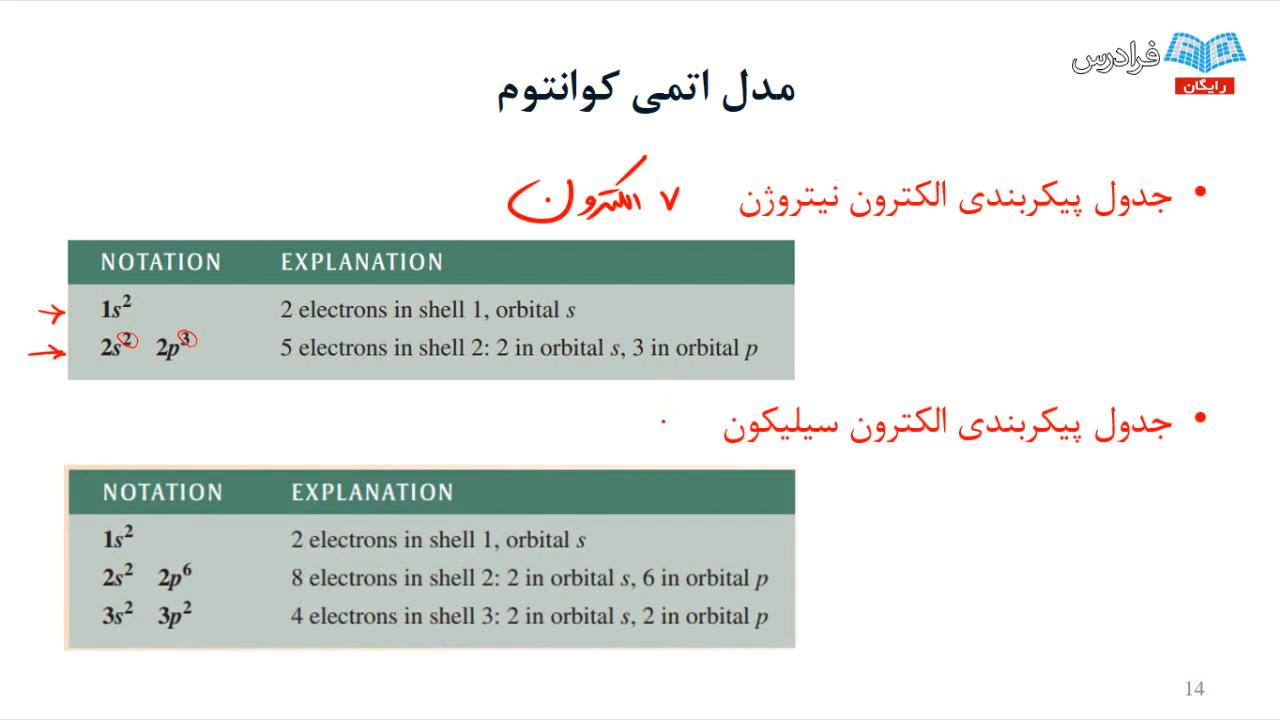 فرادرس
رایگان
مدل اتمی کوانتوم
• جدول پیکربندی الکترون نیتروژن ۷ الکترون
NOTATION EXPLANATION
1s² 2 electrons in shell 1, orbital s
2s² 2p³ 5 electrons in shell 2: 2 in orbital s, 3 in orbital p
• جدول پیکربندی الکترون سیلیکون
NOTATION EXPLANATION
1s² 2 electrons in shell 1, orbital s
2s² 2p⁶ 8 electrons in shell 2: 2 in orbital s, 6 in orbital p
3s² 3p² 4 electrons in shell 3: 2 in orbital s, 2 in orbital p
14